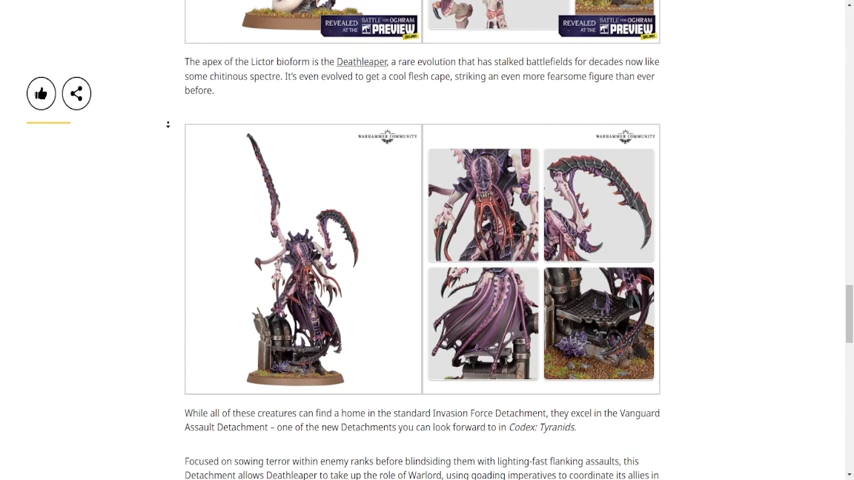 REVEALED AT THE BATTLE FOR OGHRAM PREVIEW ONLINE
REVEALED AT THE BATTLE FOR OGHRAM PREVIEW ONLINE
The apex of the Lictor bioform is the Deathleaper, a rare evolution that has stalked battlefields for decades now like
some chitinous spectre. It's even evolved to get a cool flesh cape, striking an even more fearsome figure than ever
before.
WARHAMMER COMMUNITY
WARHAMMER COMMUNITY
While all of these creatures can find a home in the standard Invasion Force Detachment, they excel in the Vanguard
Assault Detachment – one of the new Detachments you can look forward to in Codex: Tyranids.
Focused on sowing terror within enemy ranks before blindsiding them with lighting-fast flanking assaults, this
Detachment allows Deathleaper to take up the role of Warlord, using goading imperatives to coordinate its allies in